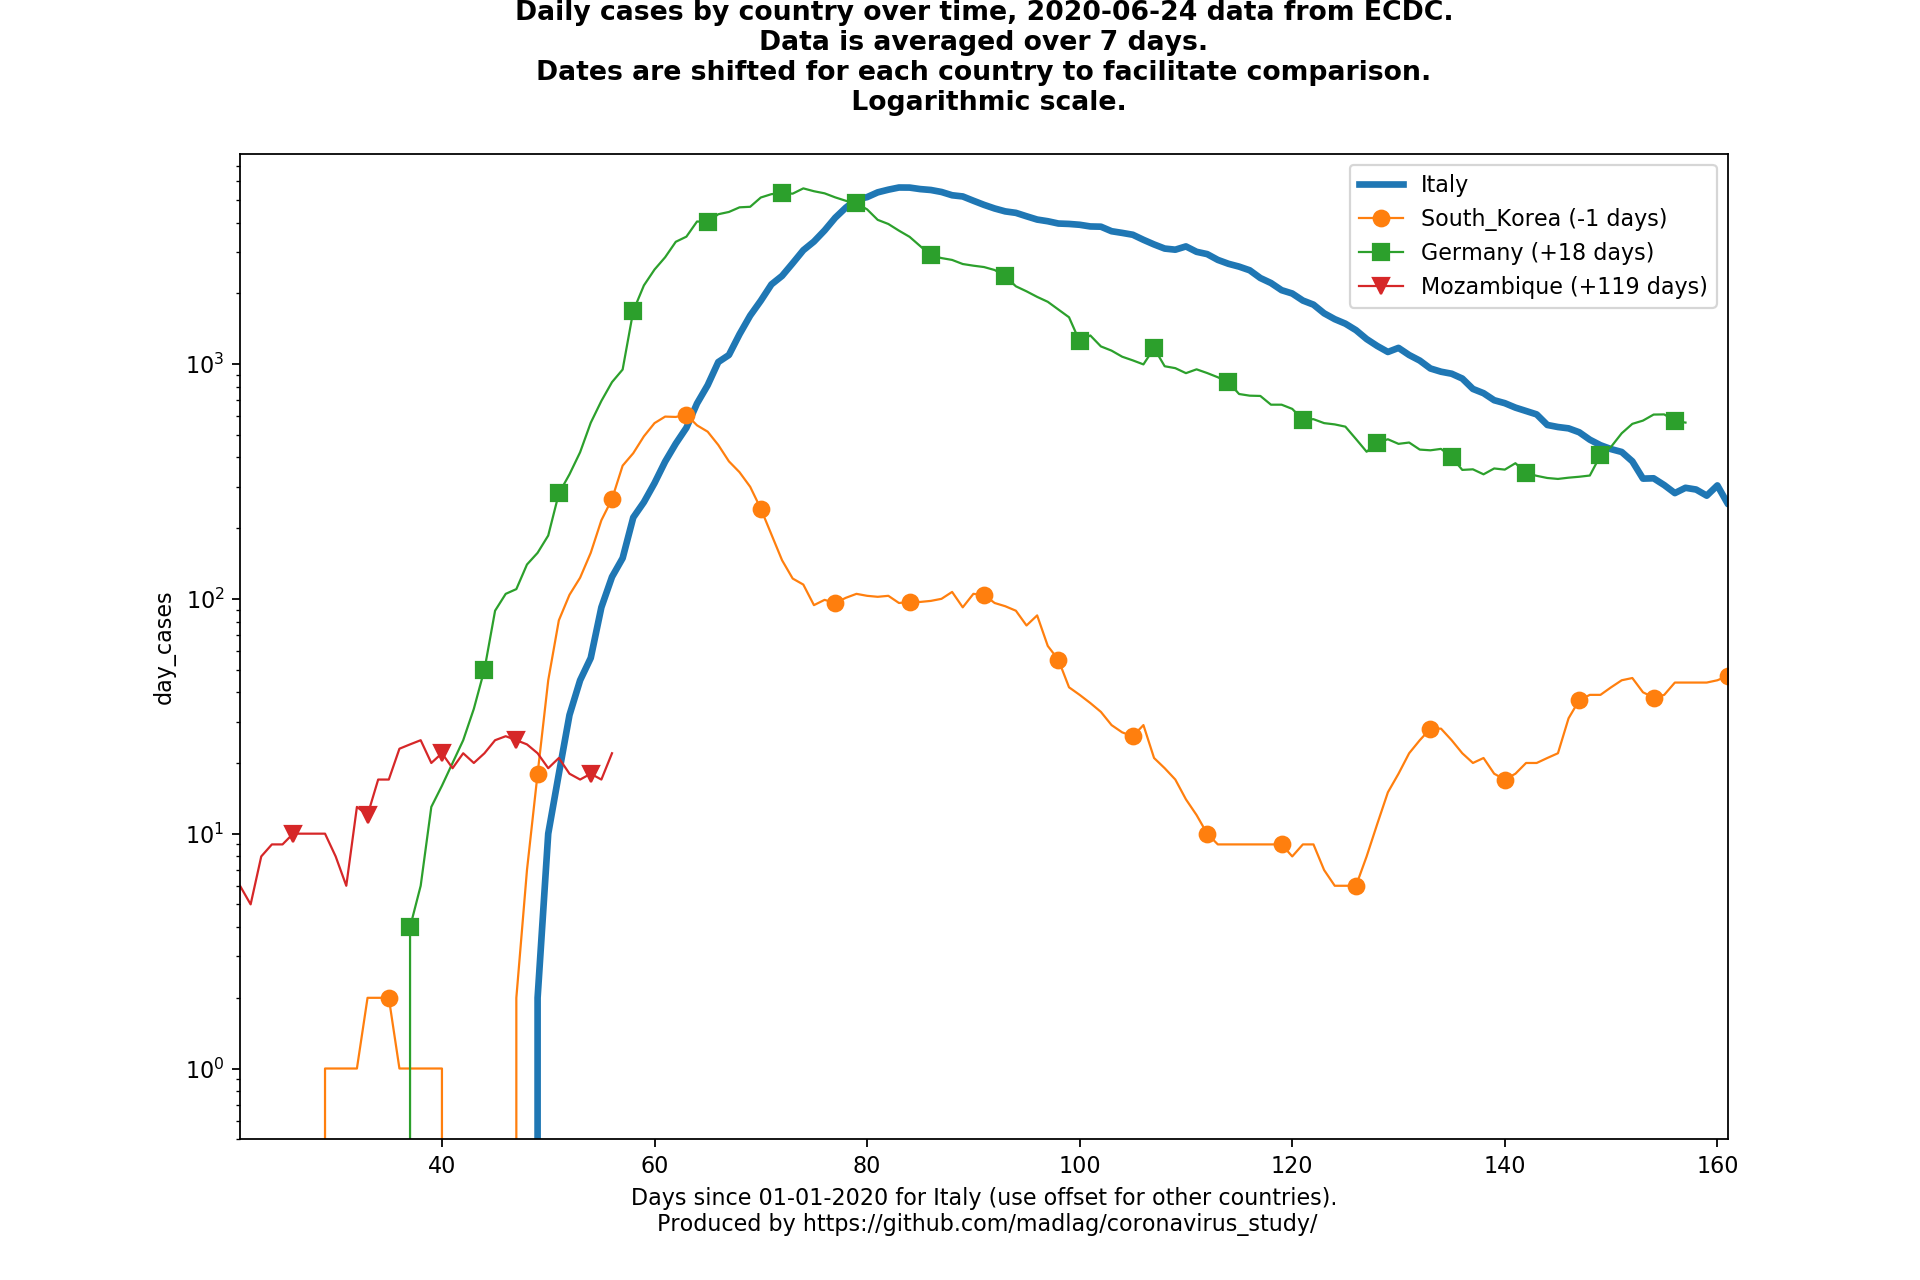 Daily cases by country over time, 2020-06-24 data from ECDC.
Data is averaged over 7 days.
Dates are shifted for each country to facilitate comparison.
Logarithmic scale.
Italy
South_Korea (-1 days)
Germany (+18 days)
Mozambique (+119 days)
10³
10²
10¹
10⁰
day_cases
40 60 80 100 120 140 160
Days since 01-01-2020 for Italy (use offset for other countries).
Produced by https://github.com/madlag/coronavirus_study/